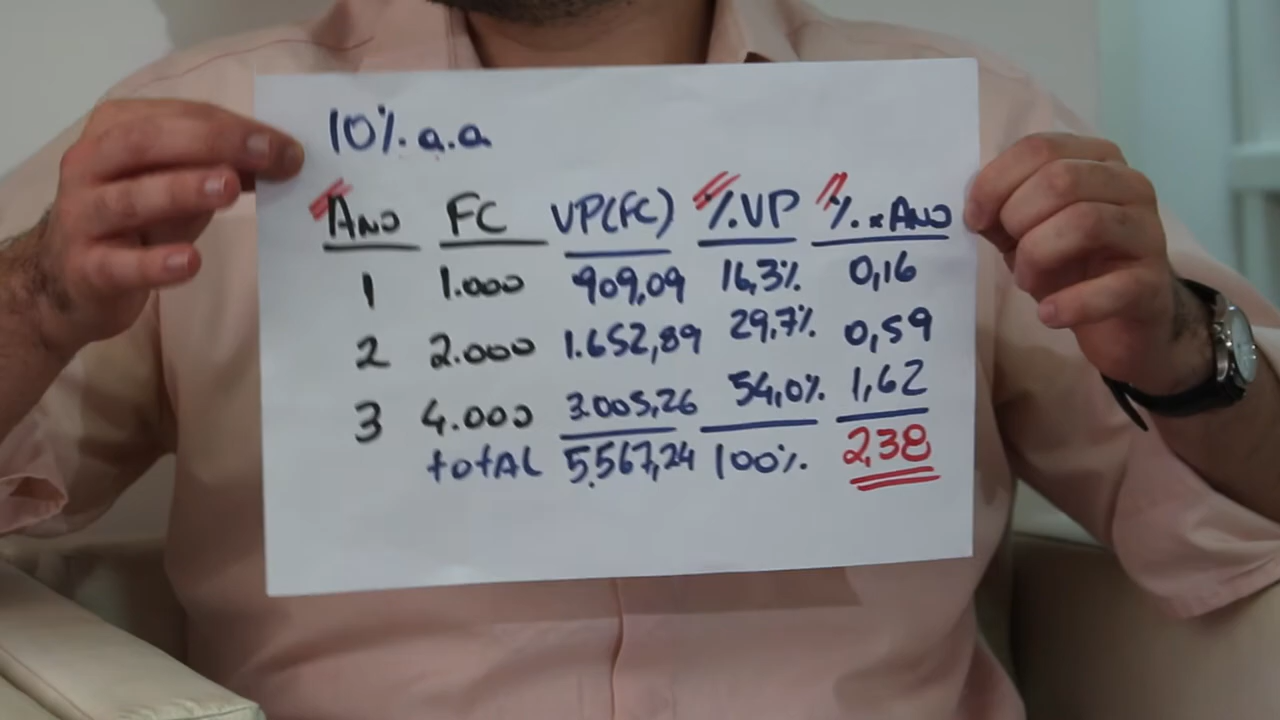 10% a.a
Ano FC VP(FC) %VP %.xAno
1 1.000 909,09 16,3% 0,16
2 2.000 1.652,89 29,7% 0,59
3 4.000 3.005,26 54,0% 1,62
totAL 5.567,24 100% 2,38